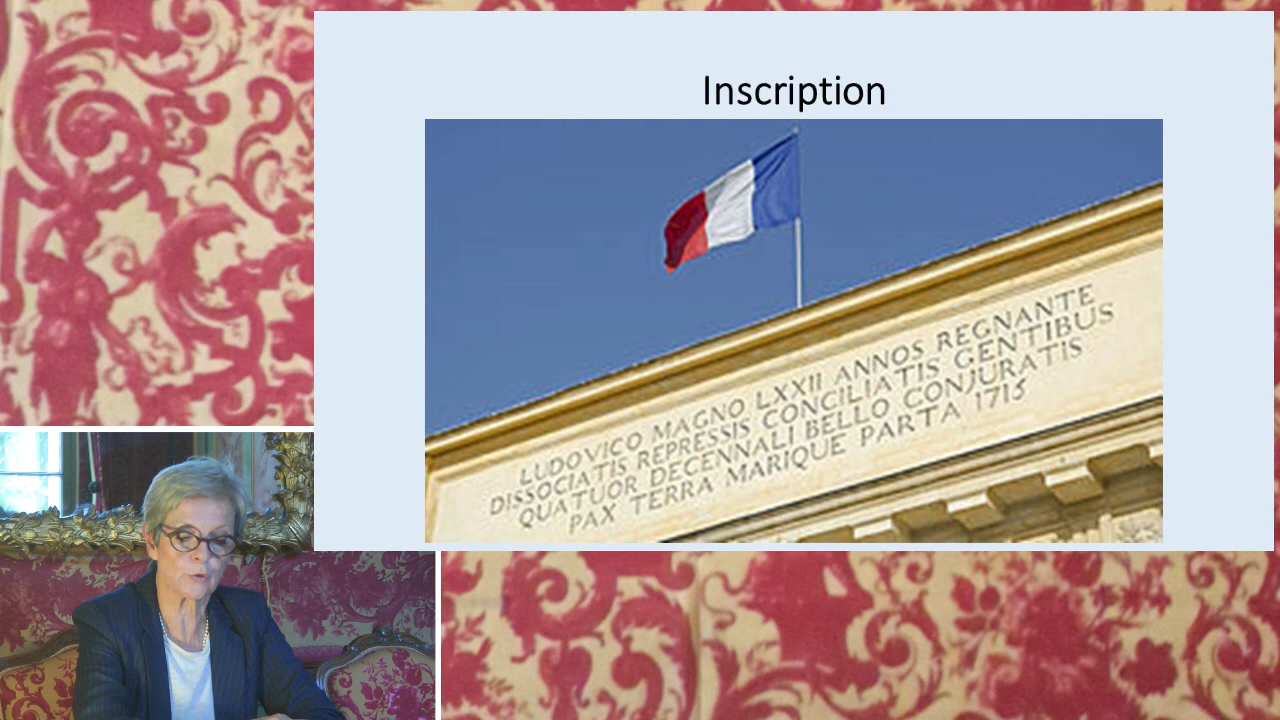 Inscription
LUDOVICO MAGNO LXXII ANNOS REGNANTE
DISSOCIATIS REPRESSIS CONCILIATIS GENTIBUS
QUATUOR DECENNALI BELLO CONJURATIS
PAX TERRA MARIQUE PARTA 1715